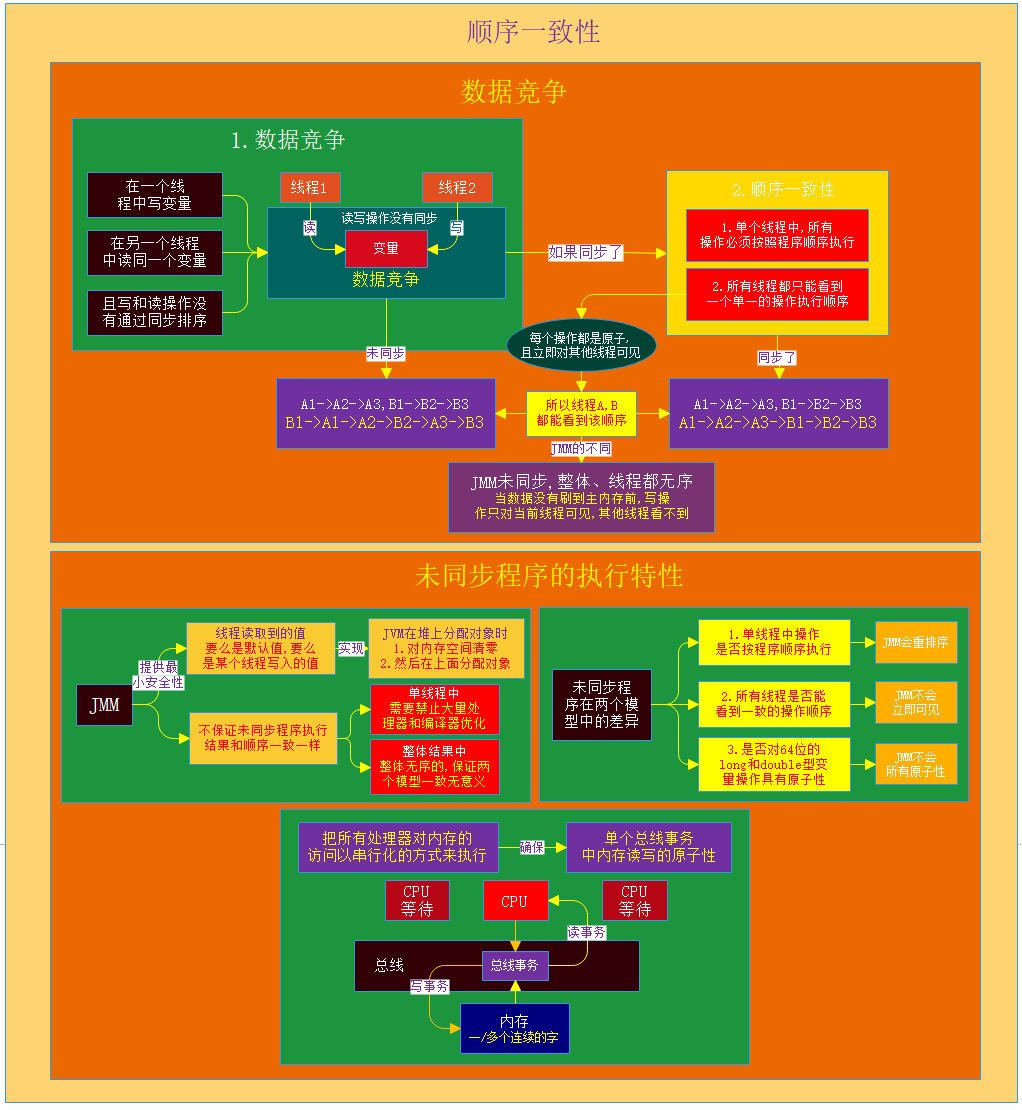 顺序一致性
数据竞争
1.数据竞争
在一个线
程中写变量
在另一个线程
中读同一个变量
且写和读操作没
有通过同步排序
线程1
线程2
读写操作没有同步
读
写
变量
数据竞争
如果同步了
2.顺序一致性
1.单个线程中,所有
操作必须按照程序顺序执行
2.所有线程都只能看到
一个单一的操作执行顺序
每个操作都是原子,
且立即对其他线程可见
未同步
同步了
A1->A2->A3,B1->B2->B3
B1->A1->A2->B2->A3->B3
所以线程A,B
都能看到该顺序
A1->A2->A3,B1->B2->B3
A1->A2->A3->B1->B2->B3
JMM的不同
JMM未同步,整体、线程都无序
当数据没有刷到主内存前,写操
作只对当前线程可见,其他线程看不到
未同步程序的执行特性
JMM
提供最
小安全性
线程读取到的值
要么是默认值,要么
是某个线程写入的值
实现
JVM在堆上分配对象时
1.对内存空间清零
2.然后在上面分配对象
不保证未同步程序执行
结果和顺序一致一样
单线程中
需要禁止大量处
理器和编译器优化
整体结果中
整体无序的,保证两
个模型一致无意义
未同步程
序在两个模
型中的差异
1.单线程中操作
是否按程序顺序执行
JMM会重排序
2.所有线程是否能
看到一致的操作顺序
JMM不会
立即可见
3.是否对64位的
long和double型变
量操作具有原子性
JMM不会
所有原子性
把所有处理器对内存的
访问以串行化的方式来执行
确保
单个总线事务
中内存读写的原子性
CPU
等待
CPU
CPU
等待
读事务
总线
总线事务
写事务
内存
一/多个连续的字